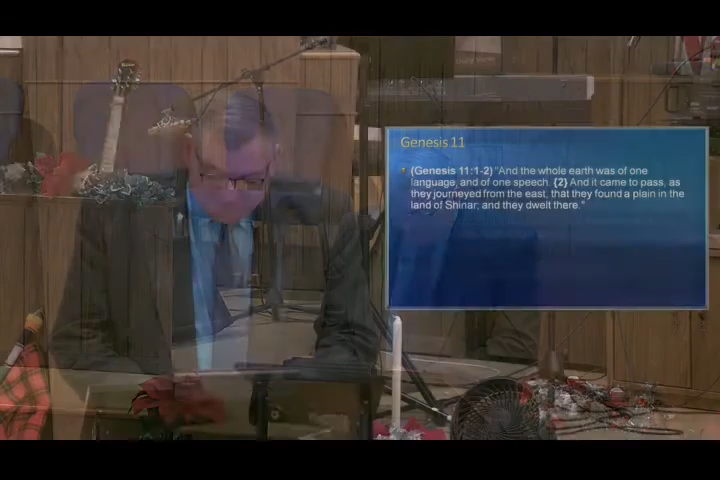 Genesis 11
(Genesis 11:1-2) "And the whole earth was of one
language, and of one speech. {2} And it came to pass, as
they journeyed from the east, that they found a plain in the
land of Shinar; and they dwelt there."